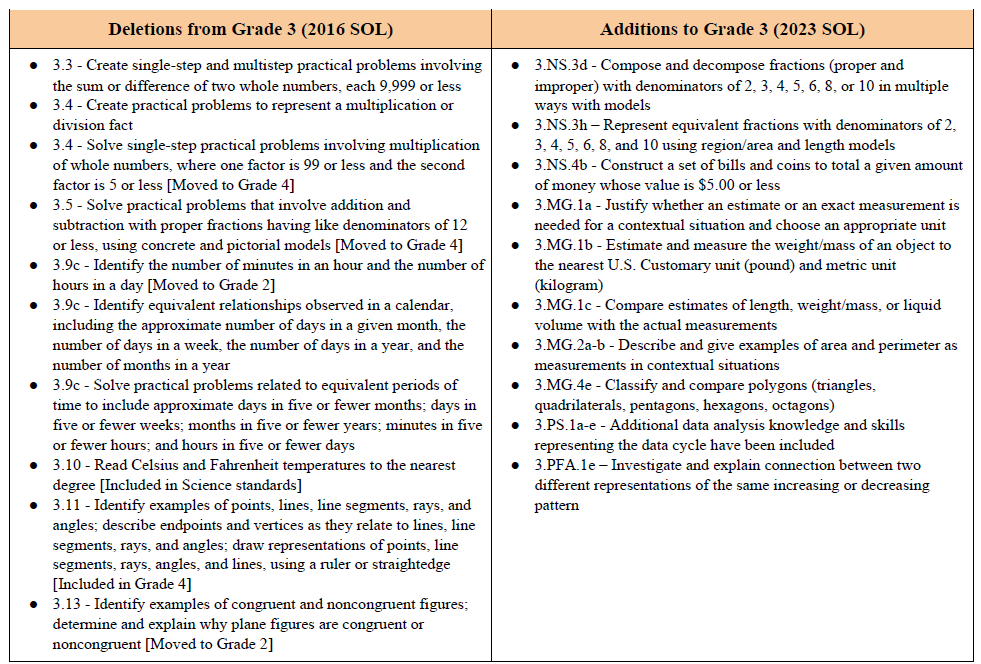 Deletions from Grade 3 (2016 SOL)
● 3.3 - Create single-step and multistep practical problems involving
the sum or difference of two whole numbers, each 9,999 or less
● 3.4 - Create practical problems to represent a multiplication or
division fact
● 3.4 - Solve single-step practical problems involving multiplication
of whole numbers, where one factor is 99 or less and the second
factor is 5 or less [Moved to Grade 4]
● 3.5 - Solve practical problems that involve addition and
subtraction with proper fractions having like denominators of 12
or less, using concrete and pictorial models [Moved to Grade 4]
● 3.9c - Identify the number of minutes in an hour and the number of
hours in a day [Moved to Grade 2]
● 3.9c - Identify equivalent relationships observed in a calendar,
including the approximate number of days in a given month, the
number of days in a week, the number of days in a year, and the
number of months in a year
● 3.9c - Solve practical problems related to equivalent periods of
time to include approximate days in five or fewer months; days in
five or fewer weeks; months in five or fewer years; minutes in five
or fewer hours; and hours in five or fewer days
● 3.10 - Read Celsius and Fahrenheit temperatures to the nearest
degree [Included in Science standards]
● 3.11 - Identify examples of points, lines, line segments, rays, and
angles; describe endpoints and vertices as they relate to lines, line
segments, rays, and angles; draw representations of points, line
segments, rays, angles, and lines, using a ruler or straightedge
[Included in Grade 4]
● 3.13 - Identify examples of congruent and noncongruent figures;
determine and explain why plane figures are congruent or
noncongruent [Moved to Grade 2]
Additions to Grade 3 (2023 SOL)
● 3.NS.3d - Compose and decompose fractions (proper and
improper) with denominators of 2, 3, 4, 5, 6, 8, or 10 in multiple
ways with models
● 3.NS.3h – Represent equivalent fractions with denominators of 2,
3, 4, 5, 6, 8, and 10 using region/area and length models
● 3.NS.4b - Construct a set of bills and coins to total a given amount
of money whose value is $5.00 or less
● 3.MG.1a - Justify whether an estimate or an exact measurement is
needed for a contextual situation and choose an appropriate unit
● 3.MG.1b - Estimate and measure the weight/mass of an object to
the nearest U.S. Customary unit (pound) and metric unit
(kilogram)
● 3.MG.1c - Compare estimates of length, weight/mass, or liquid
volume with the actual measurements
● 3.MG.2a-b - Describe and give examples of area and perimeter as
measurements in contextual situations
● 3.MG.4e - Classify and compare polygons (triangles,
quadrilaterals, pentagons, hexagons, octagons)
● 3.PS.1a-e - Additional data analysis knowledge and skills
representing the data cycle have been included
● 3.PFA.1e – Investigate and explain connection between two
different representations of the same increasing or decreasing
pattern